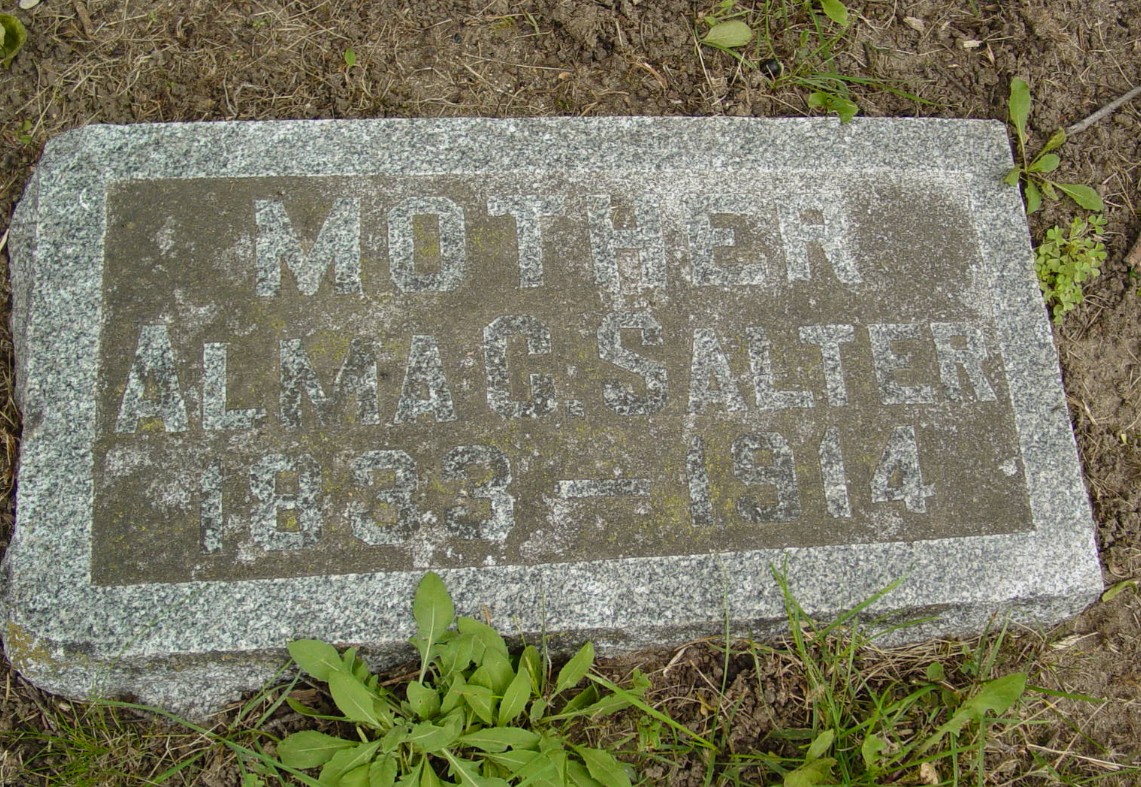 MOTHER
ALMA C. SALTER
1833-1914